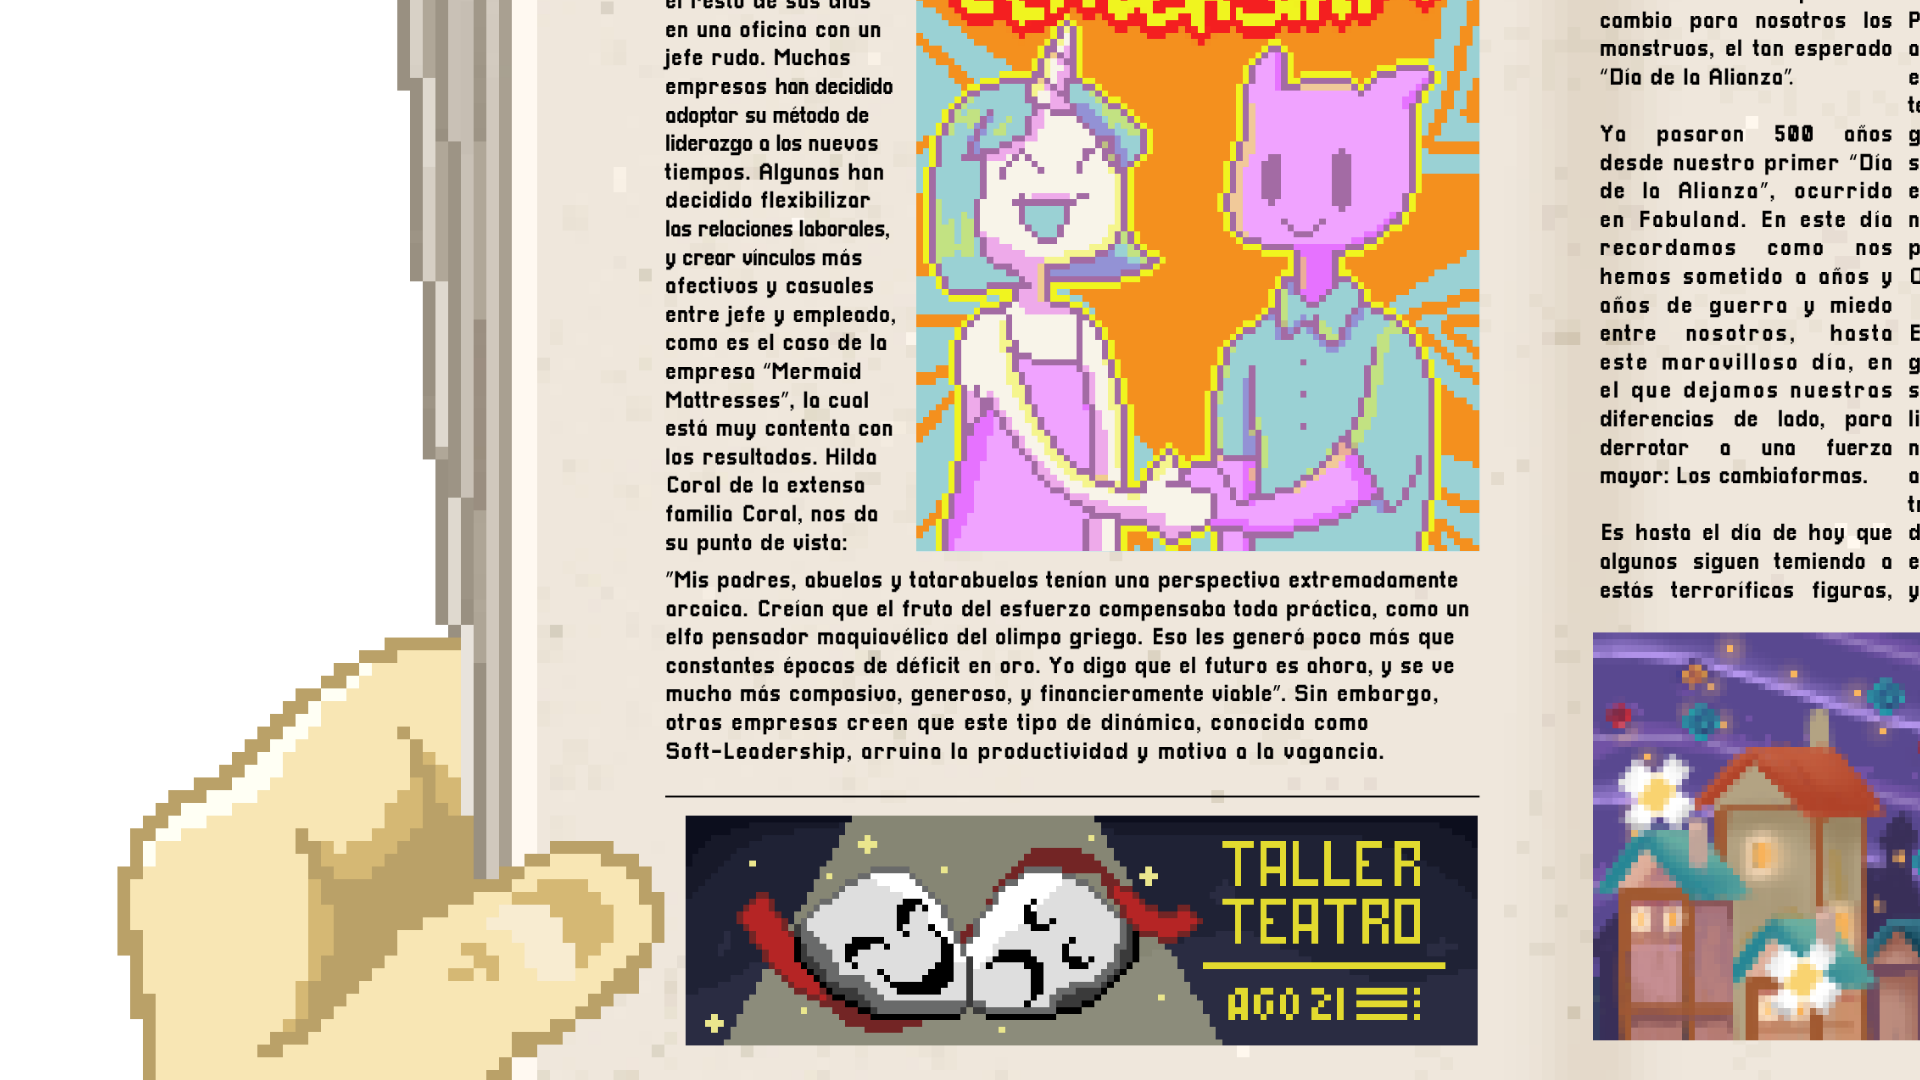 el resto de sus días
en una oficina con un
jefe rudo. Muchas
empresas han decidido
adoptar su método de
liderazgo a los nuevos
tiempos. Algunas han
decidido flexibilizar
las relaciones laborales,
y crear vínculos más
afectivos y casuales
entre jefe y empleado,
como es el caso de la
empresa "Mermaid
Mattresses", la cual
está muy contenta con
los resultados. Hilda
Coral de la extensa
familia Coral, nos da
su punto de vista:
"Mis padres, abuelos y tatarabuelos tenían una perspectiva extremadamente
arcaica. Creían que el fruto del esfuerzo compensaba toda práctica, como un
elfo pensador maquiavélico del olimpo griego. Eso les generó poco más que
constantes épocas de déficit en oro. Yo digo que el futuro es ahora, y se ve
mucho más compasivo, generoso, y financieramente viable". Sin embargo,
otras empresas creen que este tipo de dinámica, conocida como
Soft-Leadership, arruina la productividad y motiva a la vagancia.
TALLER
TEATRO
AGO 21
cambio para nosotros los
monstruos, el tan esperado
"Día de la Alianza".
Ya pasaron 500 años
desde nuestro primer "Día
de la Alianza", ocurrido
en Fabuland. En este día
recordamos como nos
hemos sometido a años y
años de guerra y miedo
entre nosotros, hasta
este maravilloso día, en
el que dejamos nuestras
diferencias de lado, para
derrotar a una fuerza
mayor: Los cambiaformas.
Es hasta el día de hoy que
algunos siguen temiendo a
estás terroríficas figuras,